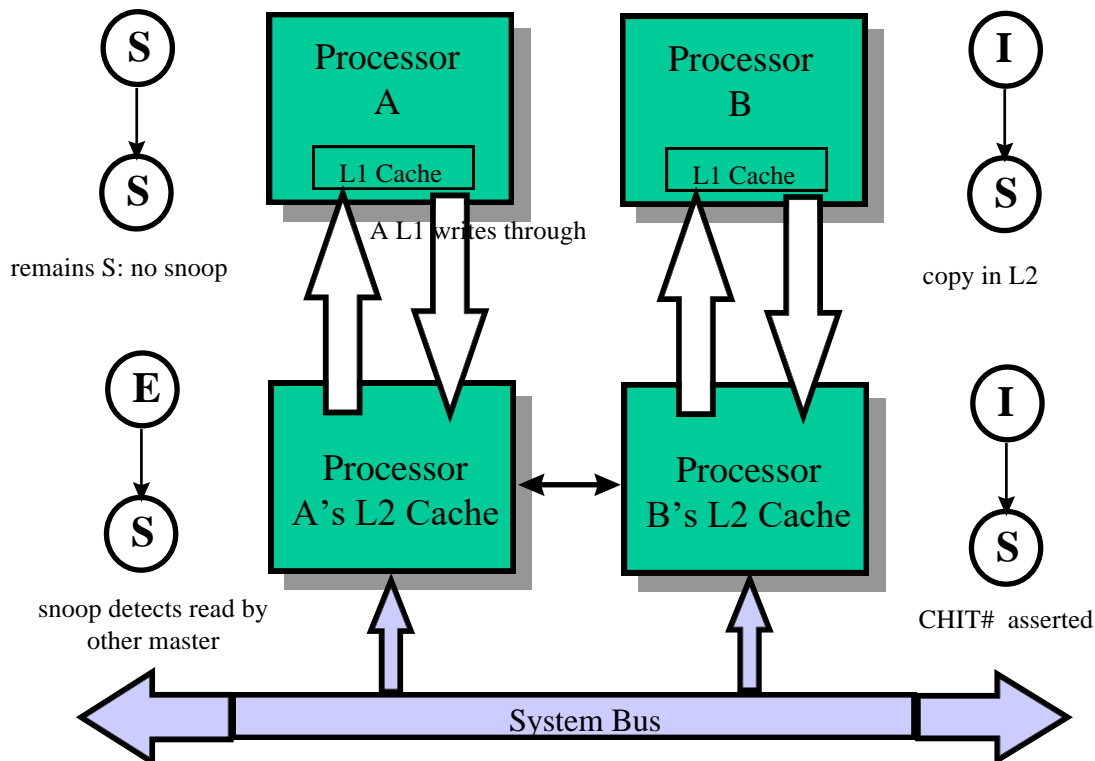 S
S
remains S: no snoop
Processor
A
L1 Cache
A L1 writes through
Processor
B
L1 Cache
I
S
copy in L2
E
S
snoop detects read by
other master
Processor
A’s L2 Cache
Processor
B’s L2 Cache
I
S
CHIT# asserted
System Bus